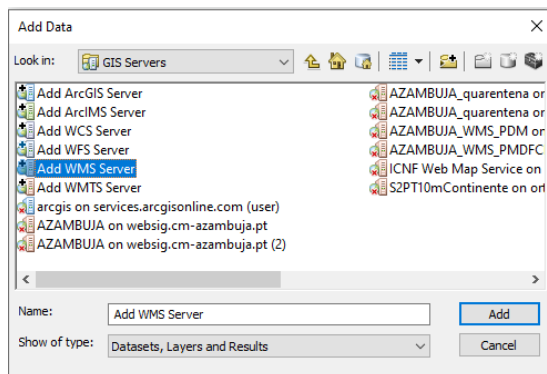 Add Data
Look in: GIS Servers
Add ArcGIS Server
Add ArcIMS Server
Add WCS Server
Add WFS Server
Add WMS Server
Add WMTS Server
arcgis on services.arcgisonline.com (user)
AZAMBUJA on websig.cm-azambuja.pt
AZAMBUJA on websig.cm-azambuja.pt (2)
AZAMBUJA_quarentena or
AZAMBUJA_quarentena or
AZAMBUJA_WMS_PDM or
AZAMBUJA_WMS_PMDFC
ICNF Web Map Service on
S2PT10mContinente on ort
Name: Add WMS Server
Add
Show of type: Datasets, Layers and Results
Cancel